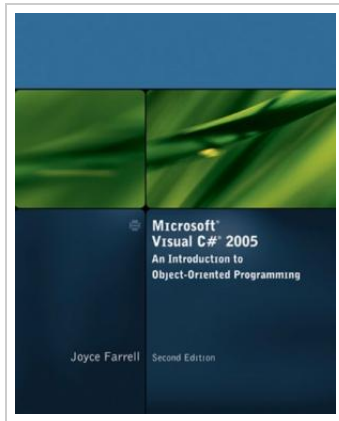 Microsoft®
Visual C#® 2005
An Introduction to
Object-Oriented Programming
Joyce Farrell
Second Edition